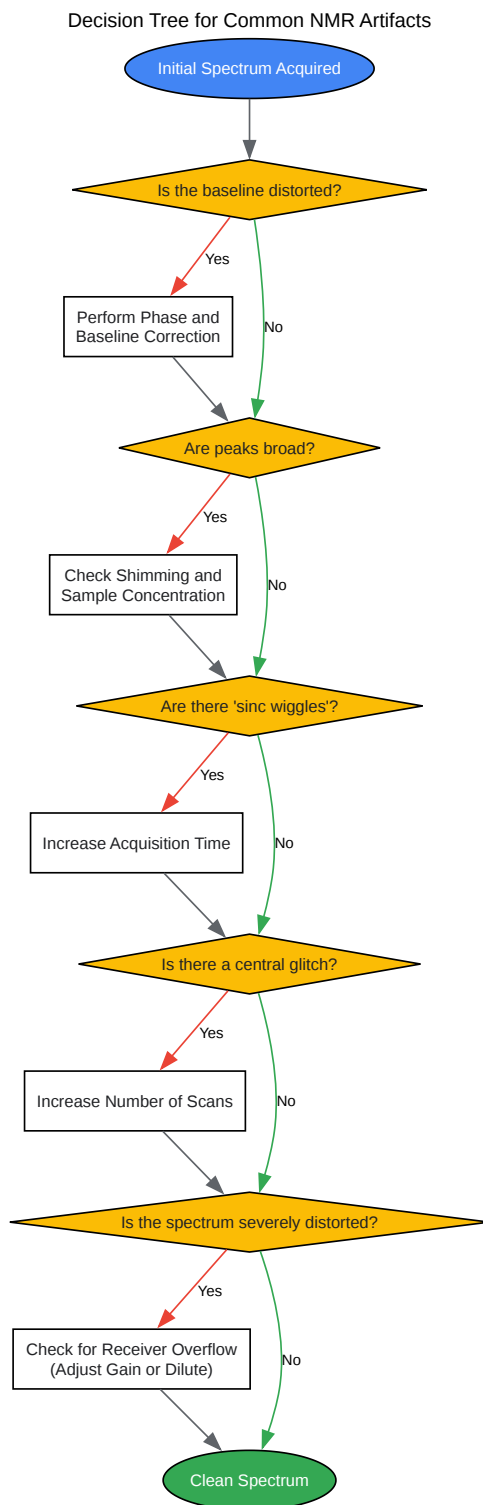 Decision Tree for Common NMR Artifacts
Initial Spectrum Acquired
Is the baseline distorted?
Yes
Perform Phase and
Baseline Correction
No
Are peaks broad?
Yes
Check Shimming and
Sample Concentration
No
Are there 'sinc wiggles'?
Yes
Increase Acquisition Time
No
Is there a central glitch?
Yes
Increase Number of Scans
No
Is the spectrum severely distorted?
Yes
Check for Receiver Overflow
(Adjust Gain or Dilute)
No
Clean Spectrum